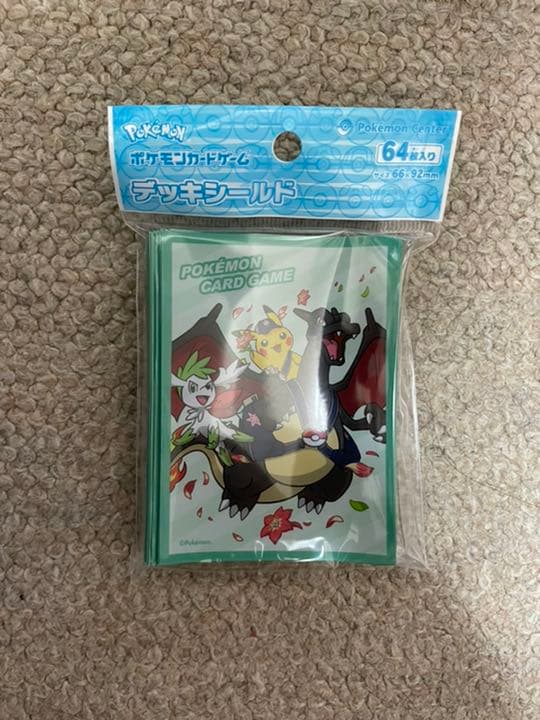 POKéMON
Pokémon Center
ポケモンカードゲーム
64枚入り
デッキシールド
サイズ 66×92mm
POKÉMON
CARD GAME
©Pokémon.